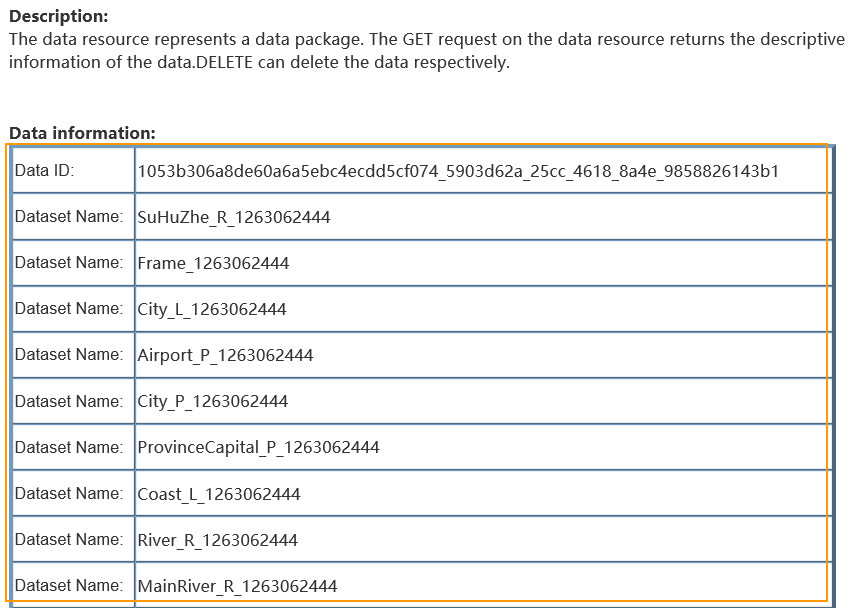 Description:
The data resource represents a data package. The GET request on the data resource returns the descriptive
information of the data.DELETE can delete the data respectively.
Data information:
Data ID: 1053b306a8de60a6a5ebc4ecdd5cf074_5903d62a_25cc_4618_8a4e_9858826143b1
Dataset Name: SuHuZhe_R_1263062444
Dataset Name: Frame_1263062444
Dataset Name: City_L_1263062444
Dataset Name: Airport_P_1263062444
Dataset Name: City_P_1263062444
Dataset Name: ProvinceCapital_P_1263062444
Dataset Name: Coast_L_1263062444
Dataset Name: River_R_1263062444
Dataset Name: MainRiver_R_1263062444